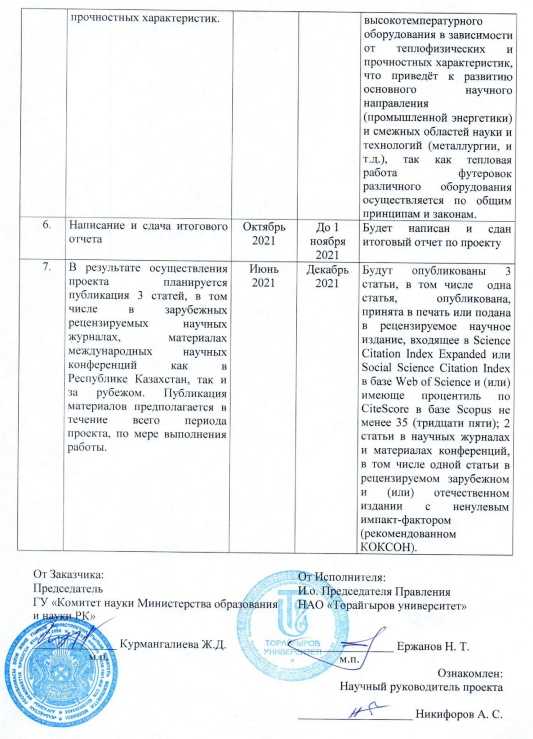 прочностных характеристик.
высокотемпературного
оборудования в зависимости
от теплофизических и
прочностных характеристик,
что приведёт к развитию
основного научного
направления
(промышленной энергетики)
и смежных областей науки и
технологий (металлургии, и
т.д.), так как тепловая
работа футеровок
различного оборудования
осуществляется по общим
принципам и законам.
6.
Написание и сдача итогового
отчета
Октябрь
2021
До 1
ноября
2021
Будет написан и сдан
итоговый отчет по проекту
7.
В результате осуществления
проекта планируется
публикация 3 статей, в том
числе в зарубежных
рецензируемых научных
журналах, материалах
международных научных
конференций как в
Республике Казахстан, так и
за рубежом. Публикация
материалов предполагается в
течение всего периода
проекта, по мере выполнения
работы.
Июнь
2021
Декабрь
2021
Будут опубликованы 3
статьи, в том числе одна
статья, опубликована,
принята в печать или подана
в рецензируемое научное
издание, входящее в Science
Citation Index Expanded или
Social Science Citation Index
в базе Web of Science и (или)
имеюще процентиль по
CiteScore в базе Scopus не
менее 35 (тридцати пяти); 2
статьи в научных журналах
и материалах конференций,
в том числе одной статьи в
рецензируемом зарубежном
и (или) отечественном
издании с ненулевым
импакт-фактором
(рекомендованном
КОКСОН).
От Заказчика:
Председатель
ГУ «Комитет науки Министерства образования
и науки РК»
Курмангалиева Ж.Д.
м.п.
От Исполнителя:
И.о. Председателя Правления
НАО «Торайгыров университет»
ТОРАЙҒЫРОВ
УНИВЕРСИТЕТ
Ержанов Н. Т.
м.п.
Ознакомлен:
Научный руководитель проекта
Никифоров А. С.